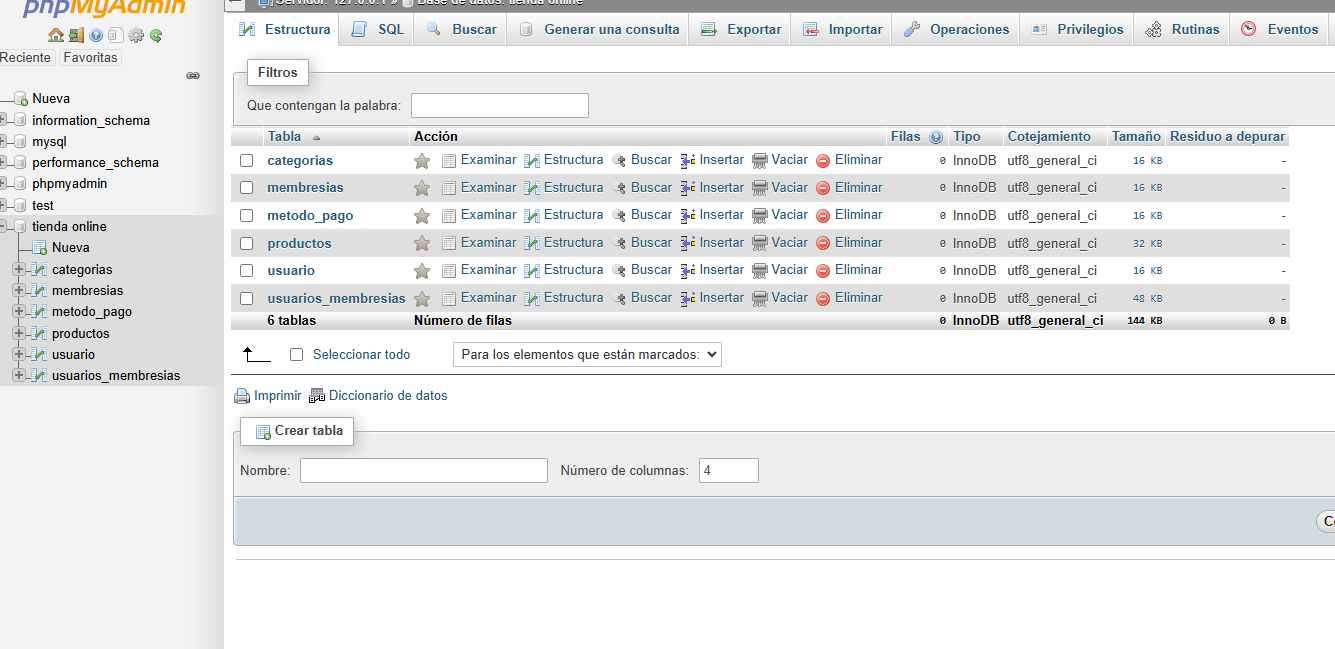 phpMyAdmin
Servidor: 127.0.0.1 » Base de datos: tienda online
Reciente Favoritas
Nueva
information_schema
mysql
performance_schema
phpmyadmin
test
tienda online
Nueva
categorias
membresias
metodo_pago
productos
usuario
usuarios_membresias
Estructura SQL Buscar Generar una consulta Exportar Importar Operaciones Privilegios Rutinas Eventos
Filtros
Que contengan la palabra:
Tabla Acción Filas Tipo Cotejamiento Tamaño Residuo a depurar
categorias Examinar Estructura Buscar Insertar Vaciar Eliminar 0 InnoDB utf8_general_ci 16 KB -
membresias Examinar Estructura Buscar Insertar Vaciar Eliminar 0 InnoDB utf8_general_ci 16 KB -
metodo_pago Examinar Estructura Buscar Insertar Vaciar Eliminar 0 InnoDB utf8_general_ci 16 KB -
productos Examinar Estructura Buscar Insertar Vaciar Eliminar 0 InnoDB utf8_general_ci 32 KB -
usuario Examinar Estructura Buscar Insertar Vaciar Eliminar 0 InnoDB utf8_general_ci 16 KB -
usuarios_membresias Examinar Estructura Buscar Insertar Vaciar Eliminar 0 InnoDB utf8_general_ci 48 KB -
6 tablas Número de filas 0 InnoDB utf8_general_ci 144 KB 0 B
Seleccionar todo Para los elementos que están marcados:
Imprimir Diccionario de datos
Crear tabla
Nombre: Número de columnas: 4